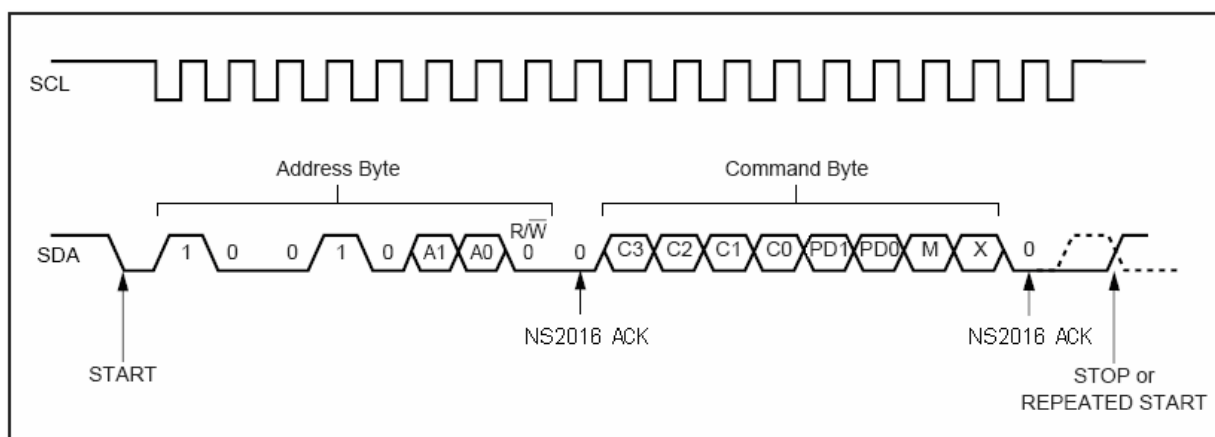 SCL
Address Byte
Command Byte
R/W̅
SDA
1 0 0 1 0 A1 A0 0 0 C3 C2 C1 C0 PD1 PD0 M X 0
NS2016 ACK
NS2016 ACK
START
STOP or
REPEATED START